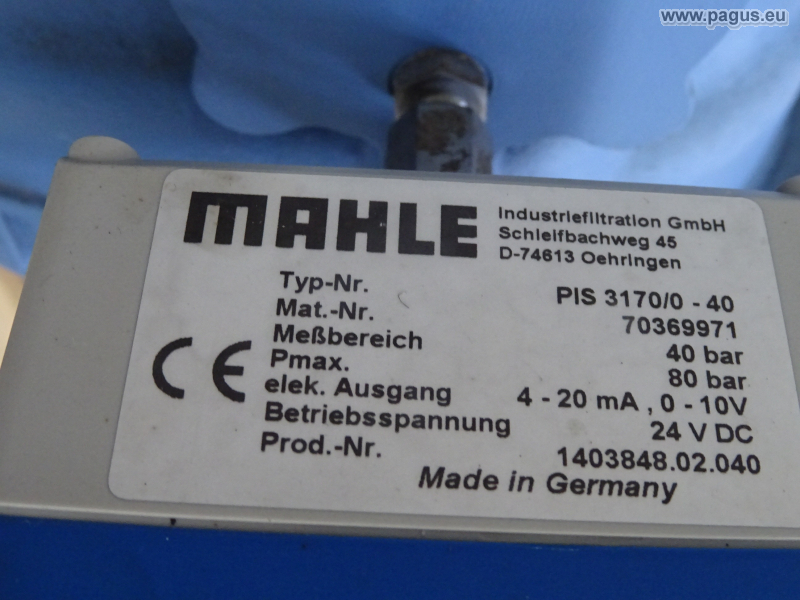 www.pagus.eu
MAHLE
Industriefiltration GmbH
Schleifbachweg 45
D-74613 Oehringen
Typ-Nr. PIS 3170/0 - 40
Mat.-Nr. 70369971
Meßbereich 40 bar
Pmax. 80 bar
elek. Ausgang 4 - 20 mA , 0 - 10V
Betriebsspannung 24 V DC
Prod.-Nr. 1403848.02.040
CE
Made in Germany